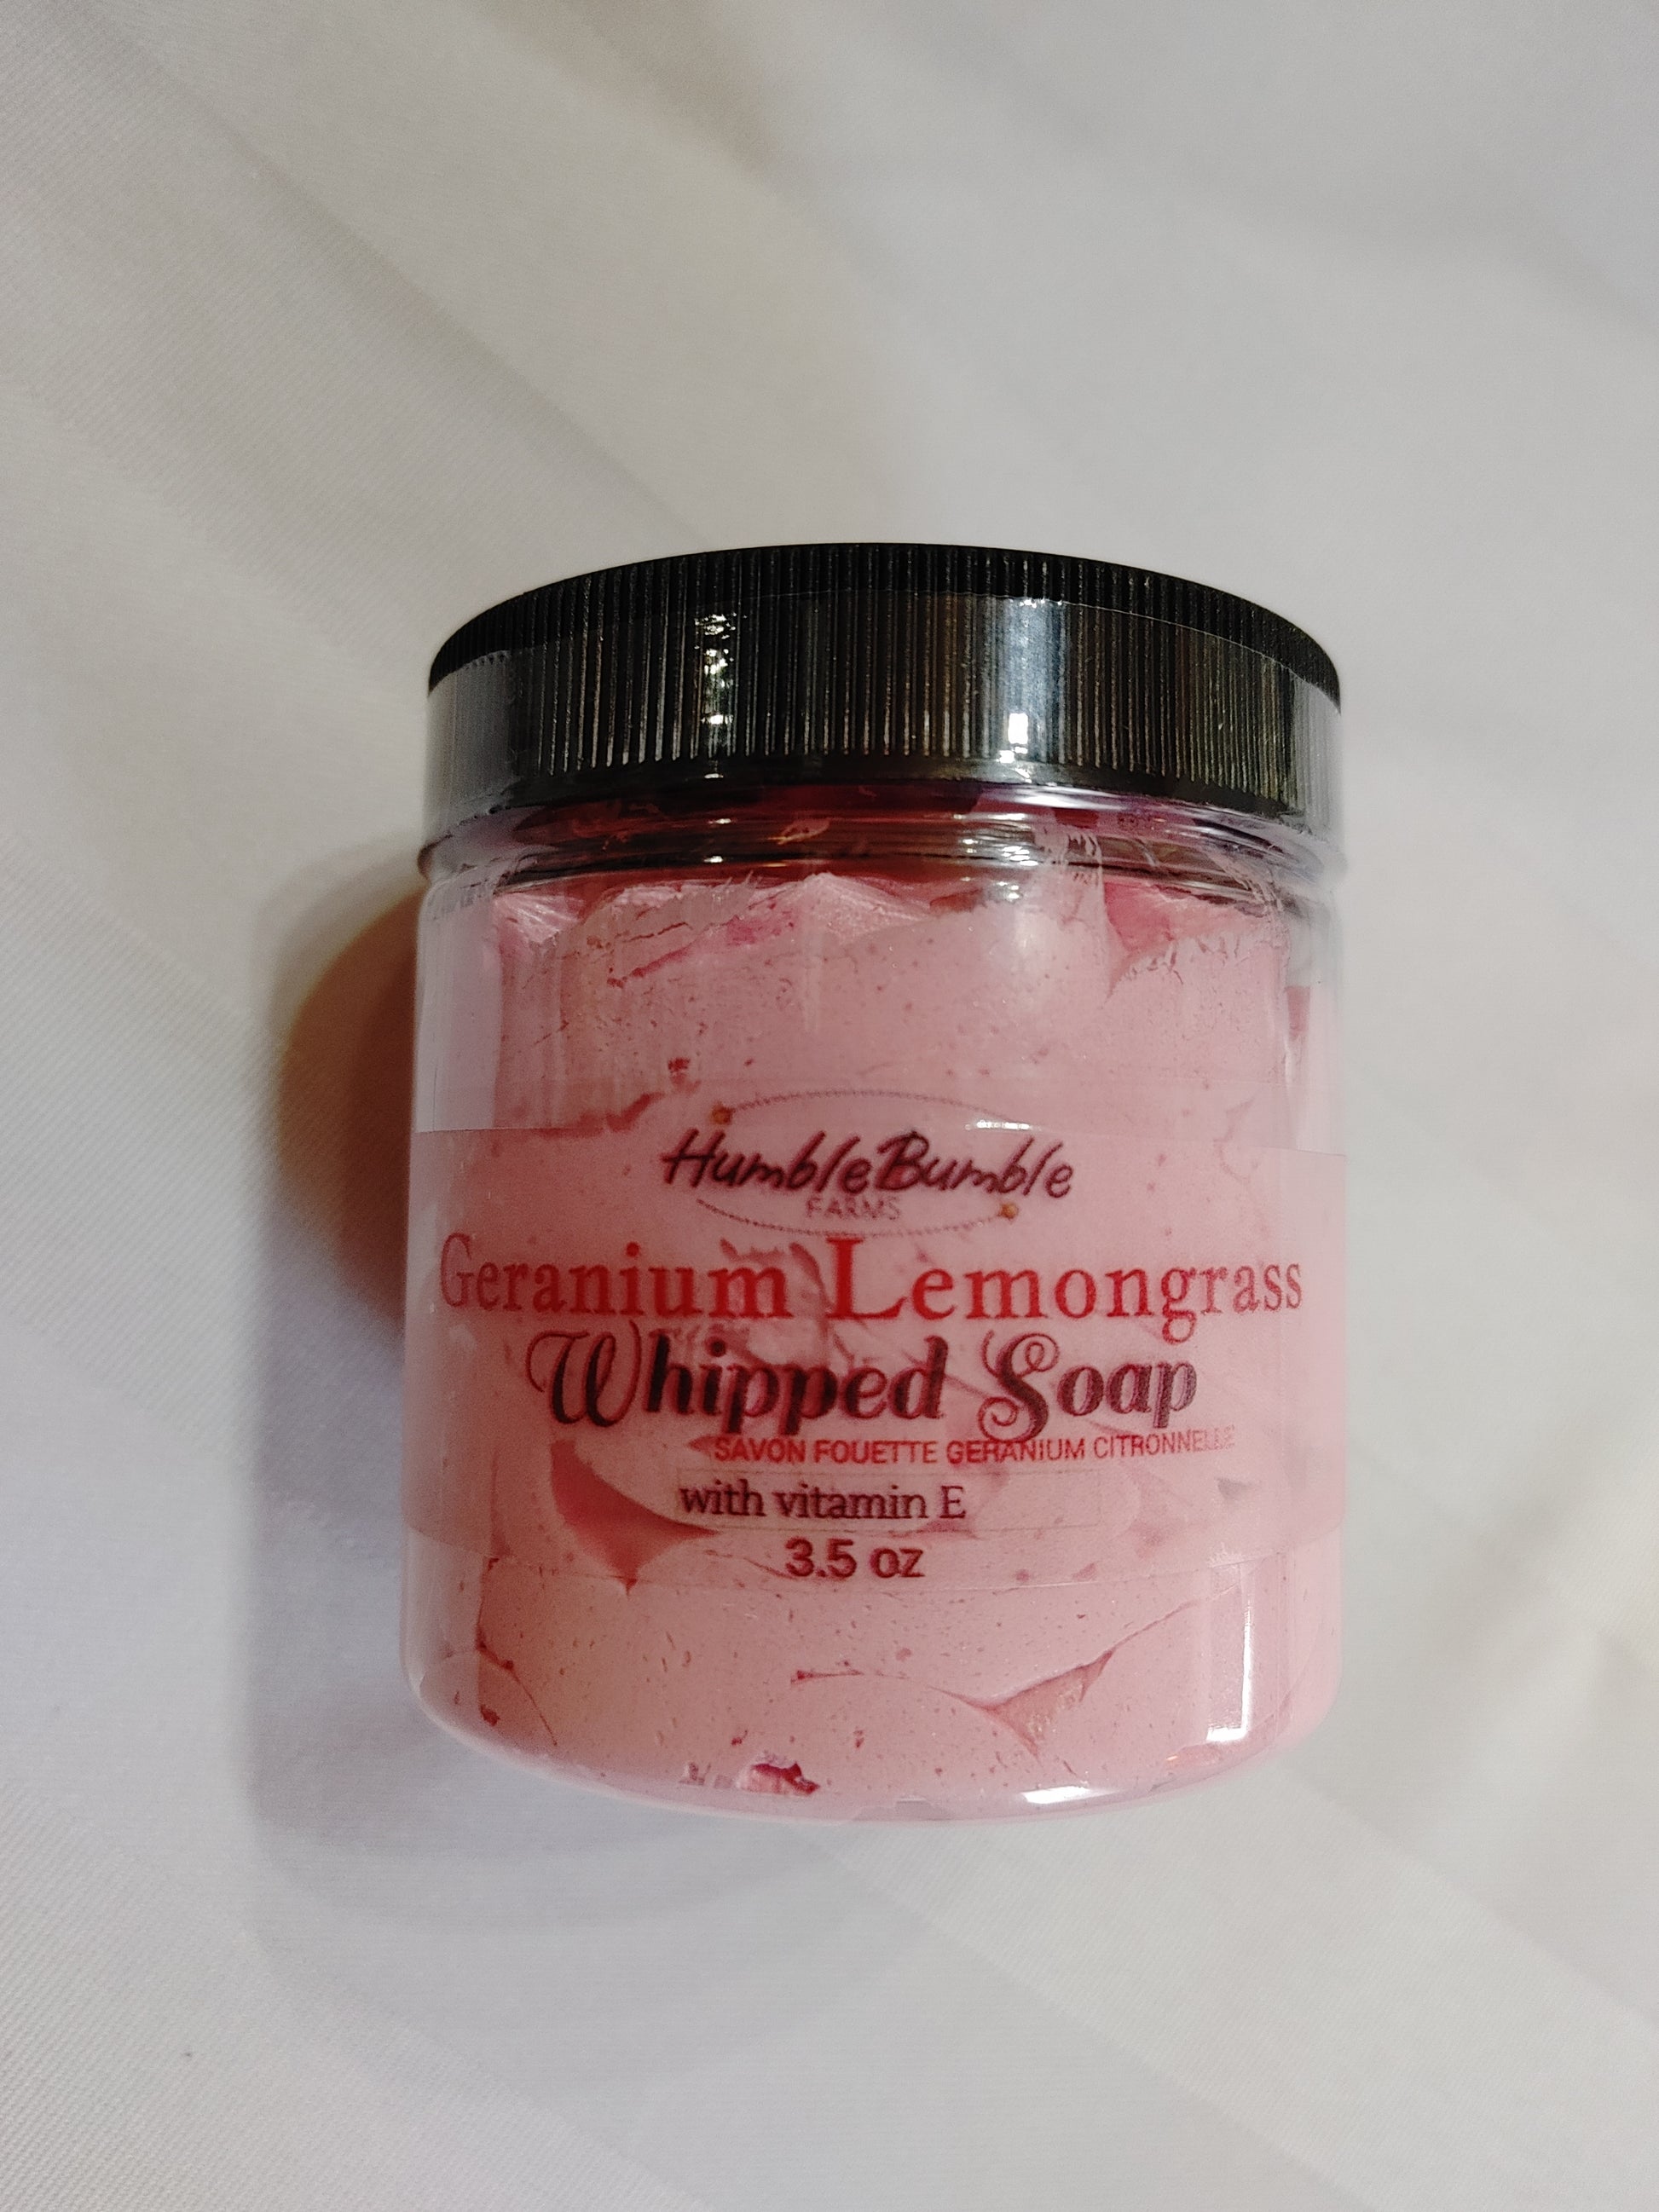 HumbleBumble
FARMS
Geranium Lemongrass
Whipped Soap
SAVON FOUETTE GERANIUM CITRONNELLE
with vitamin E
3.5 oz